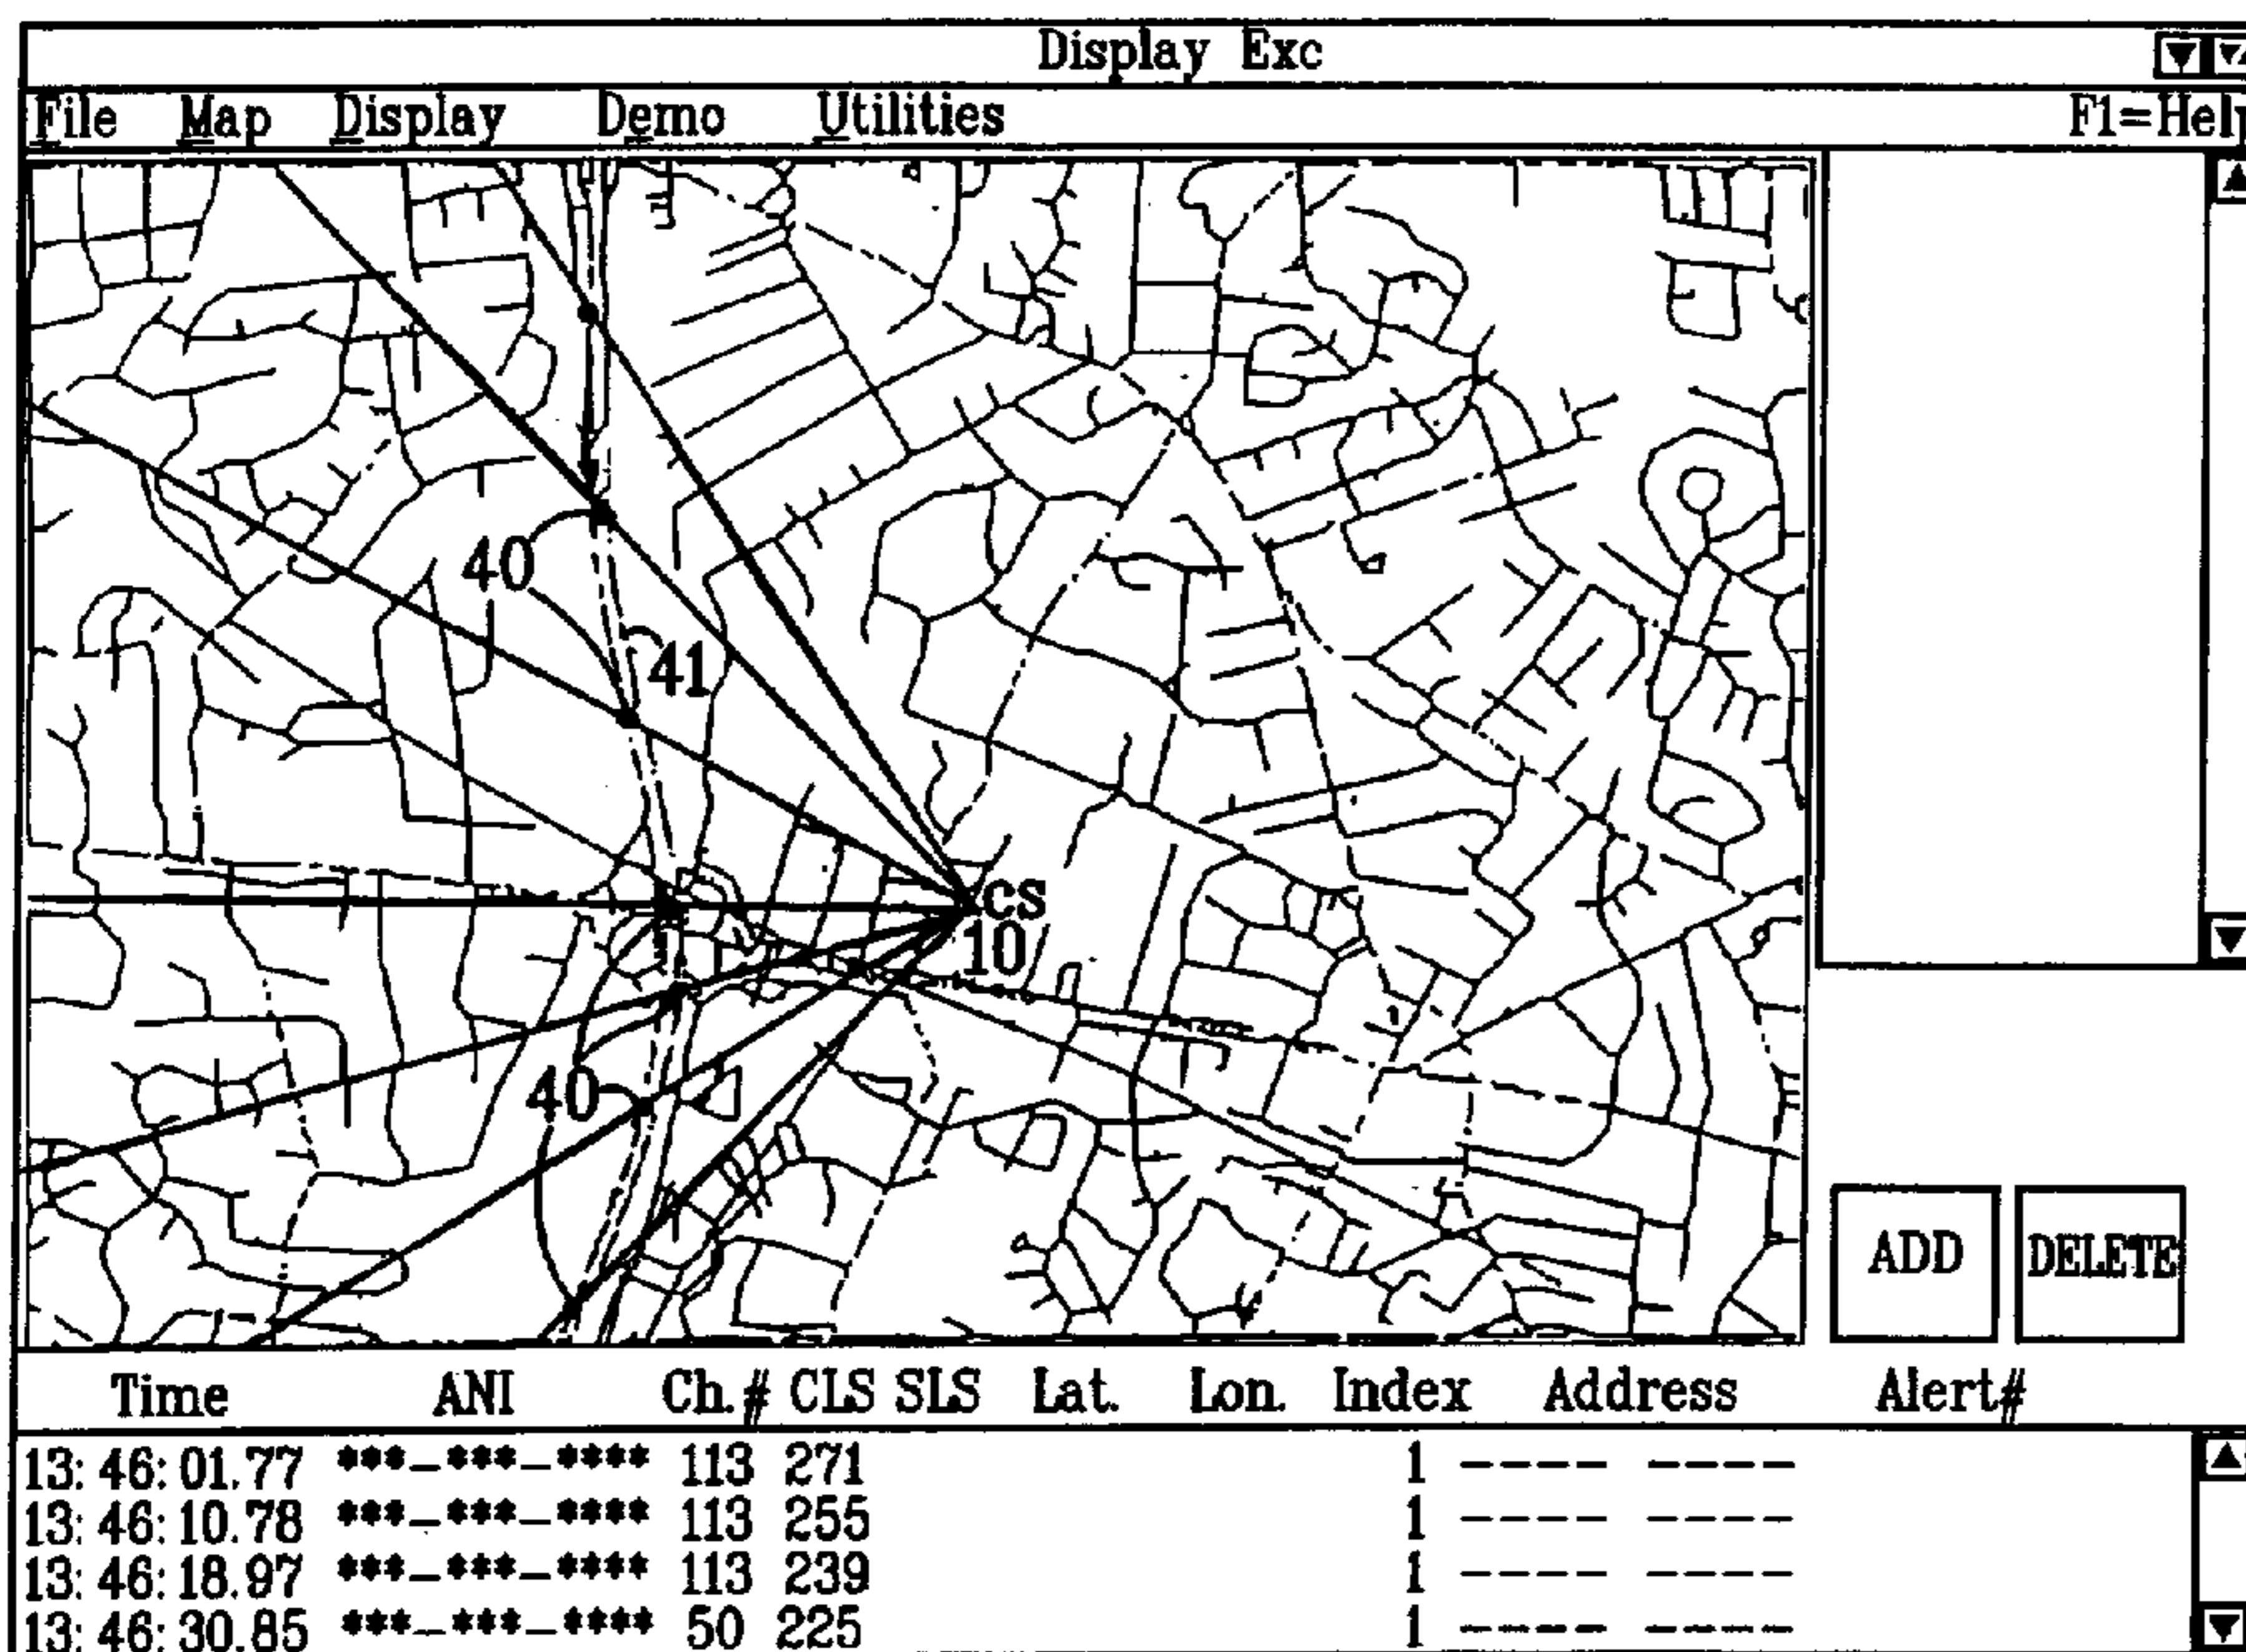 Display Exc
File Map Display Demo Utilities F1=Help
40
41
CS
10
40
ADD DELETE
Time ANI Ch.# CLS SLS Lat. Lon. Index Address Alert#
13:46:01.77 ***-***-**** 113 271 1 ---- ----
13:46:10.78 ***-***-**** 113 255 1 ---- ----
13:46:18.97 ***-***-**** 113 239 1 ---- ----
13:46:30.85 ***-***-**** 50 225 1 ---- ----